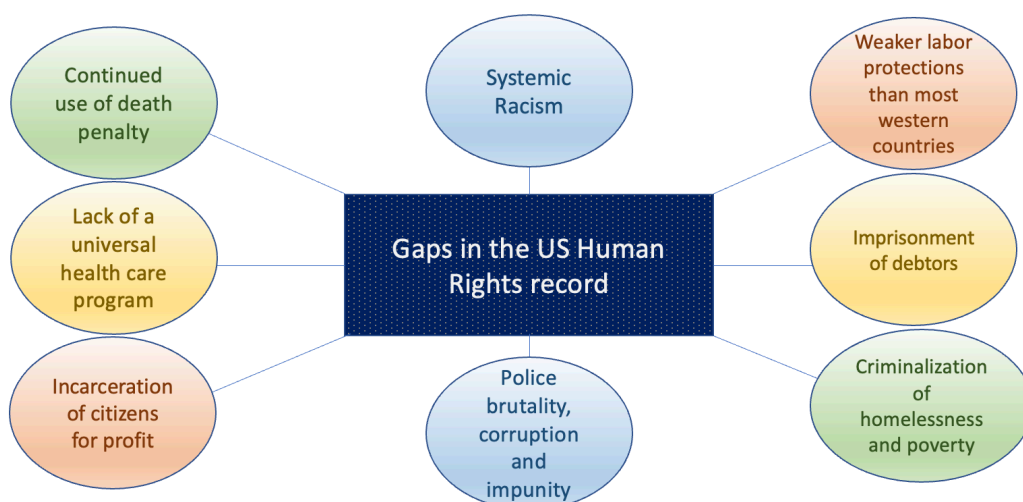 Continued
use of death
penalty
Systemic
Racism
Weaker labor
protections
than most
western
countries
Lack of a
universal
health care
program
Gaps in the US Human
Rights record
Imprisonment
of debtors
Incarceration
of citizens
for profit
Police
brutality,
corruption
and
impunity
Criminalization
of
homelessness
and poverty